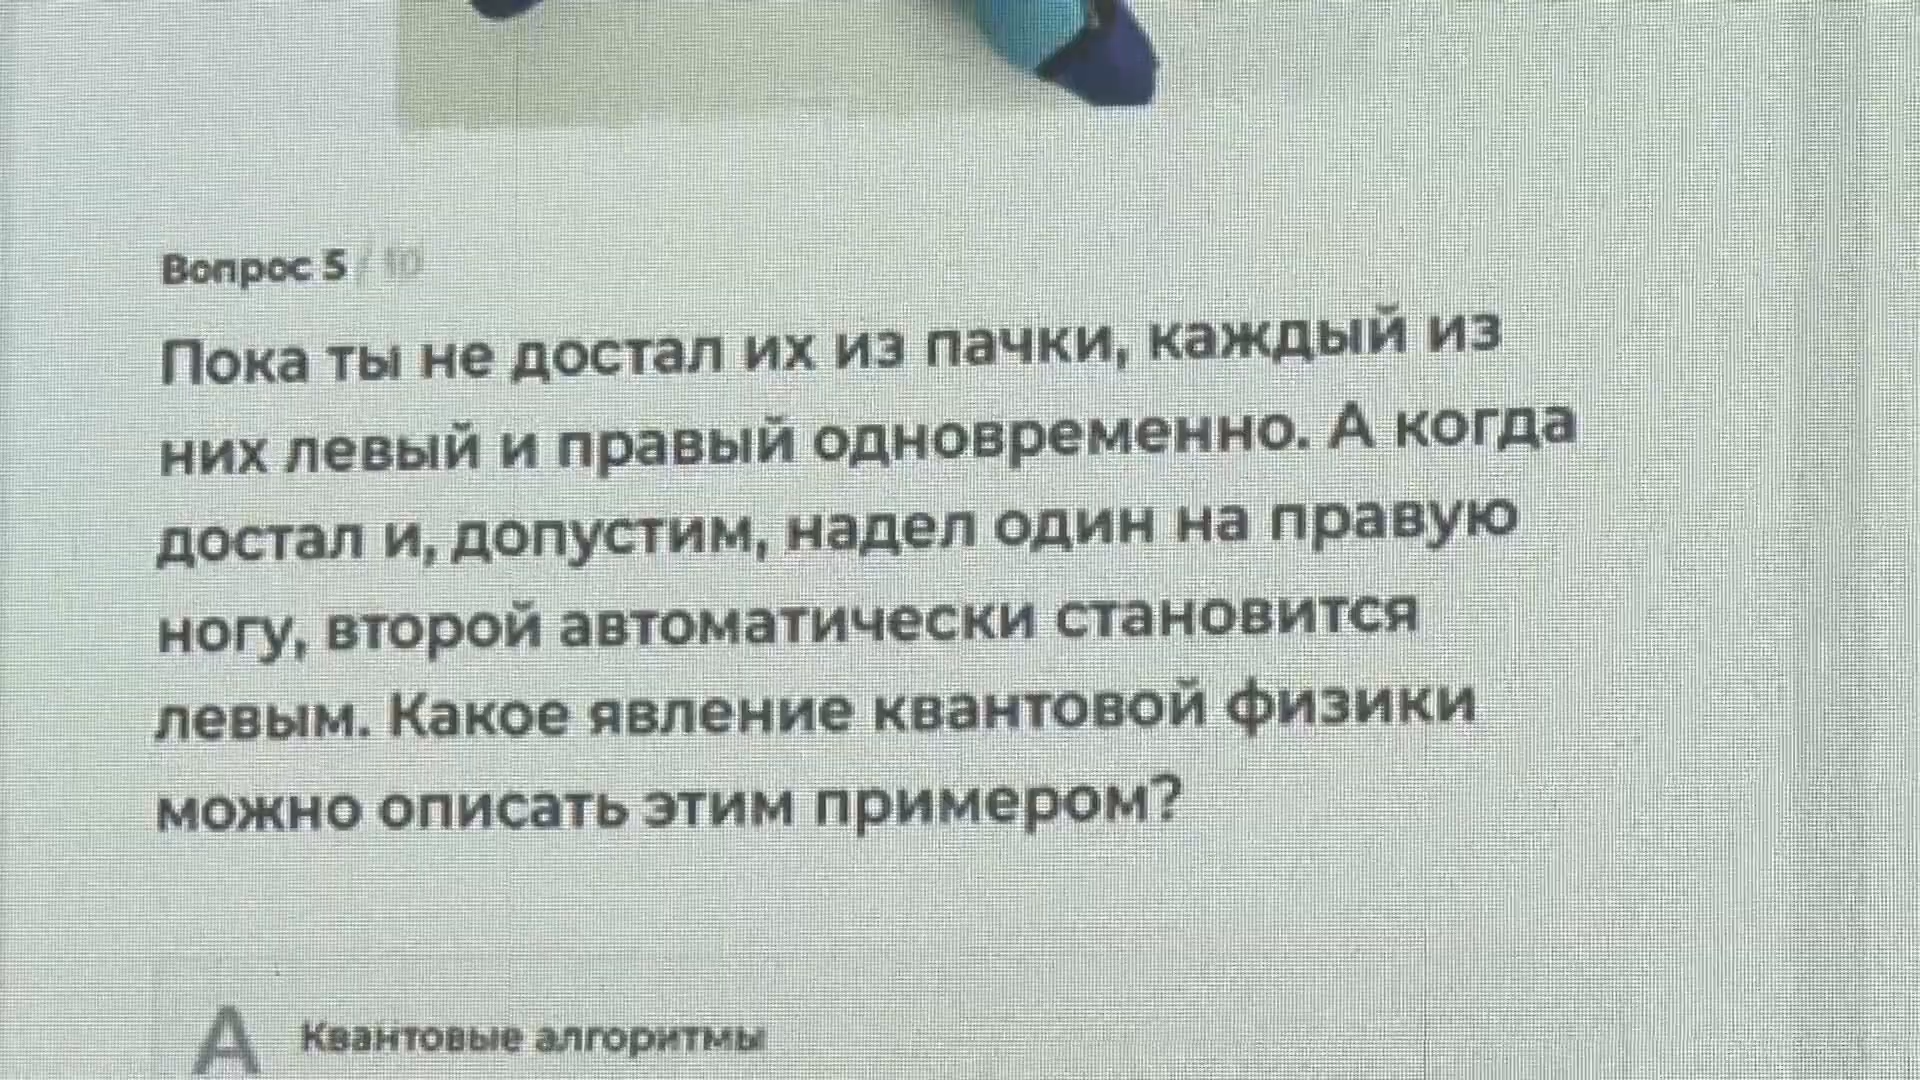 Вопрос 5 / 10
Пока ты не достал их из пачки, каждый из
них левый и правый одновременно. А когда
достал и, допустим, надел один на правую
ногу, второй автоматически становится
левым. Какое явление квантовой физики
можно описать этим примером?
А Квантовые алгоритмы